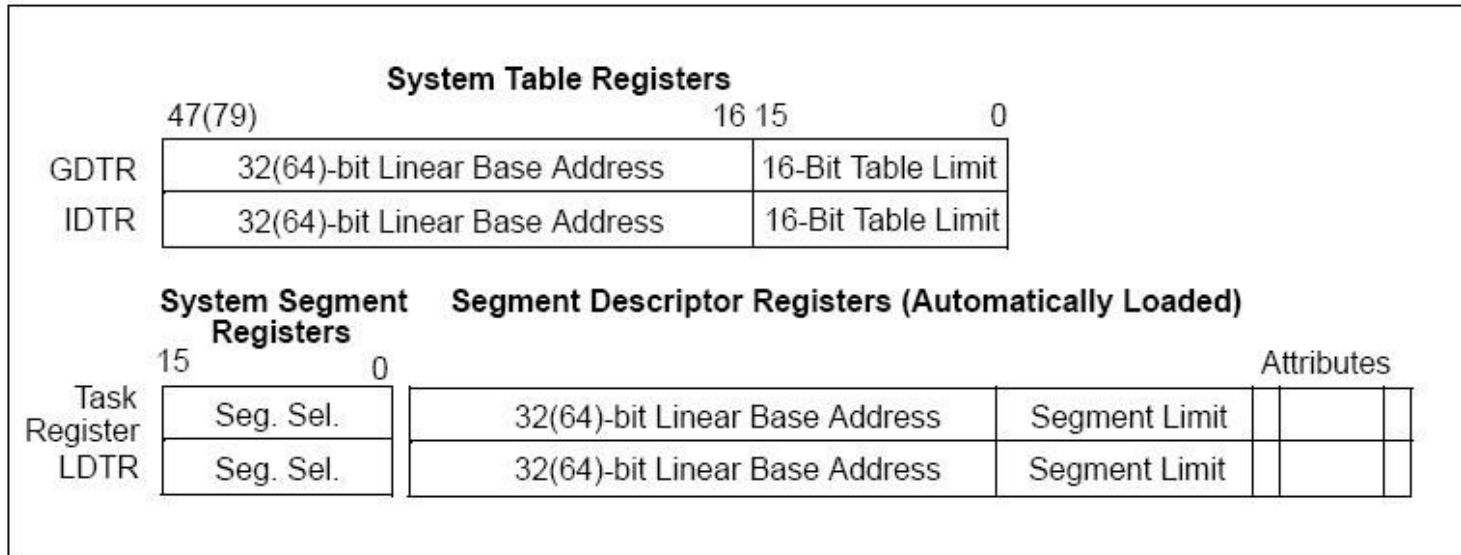 System Table Registers
47(79) 16 15 0
GDTR 32(64)-bit Linear Base Address 16-Bit Table Limit
IDTR 32(64)-bit Linear Base Address 16-Bit Table Limit
System Segment Segment Descriptor Registers (Automatically Loaded)
Registers
15 0 Attributes
Task
Register Seg. Sel. 32(64)-bit Linear Base Address Segment Limit
LDTR Seg. Sel. 32(64)-bit Linear Base Address Segment Limit